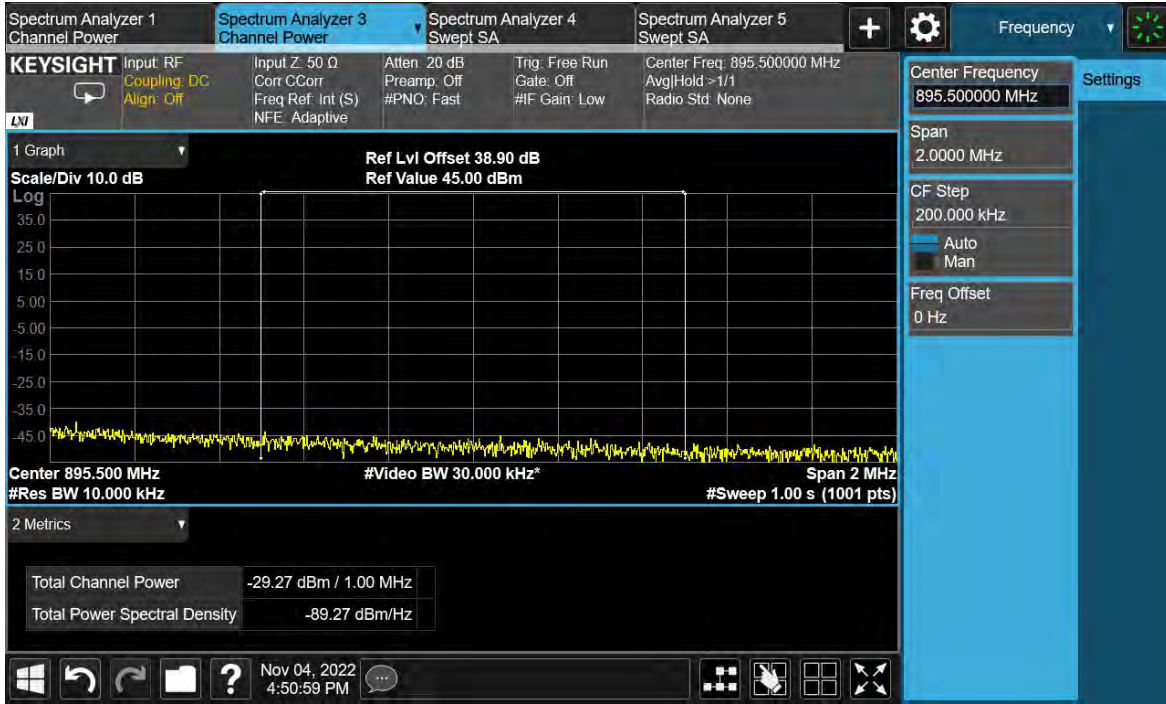 Spectrum Analyzer 1
Channel Power
Spectrum Analyzer 3
Channel Power
Spectrum Analyzer 4
Swept SA
Spectrum Analyzer 5
Swept SA
+
Frequency
KEYSIGHT
LXI
Input: RF
Coupling: DC
Align: Off
Input Z: 50 Ω
Corr CCorr
Freq Ref: Int (S)
NFE: Adaptive
Atten: 20 dB
Preamp: Off
#PNO: Fast
Trig: Free Run
Gate: Off
#IF Gain: Low
Center Freq: 895.500000 MHz
Avg|Hold:>1/1
Radio Std: None
Center Frequency
895.500000 MHz
Settings
Span
2.0000 MHz
CF Step
200.000 kHz
Auto
Man
Freq Offset
0 Hz
1 Graph
Scale/Div 10.0 dB
Ref Lvl Offset 38.90 dB
Ref Value 45.00 dBm
Log
35.0
25.0
15.0
5.00
-5.00
-15.0
-25.0
-35.0
-45.0
Center 895.500 MHz
#Video BW 30.000 kHz*
Span 2 MHz
#Res BW 10.000 kHz
#Sweep 1.00 s (1001 pts)
2 Metrics
Total Channel Power
-29.27 dBm / 1.00 MHz
Total Power Spectral Density
-89.27 dBm/Hz
?
Nov 04, 2022
4:50:59 PM